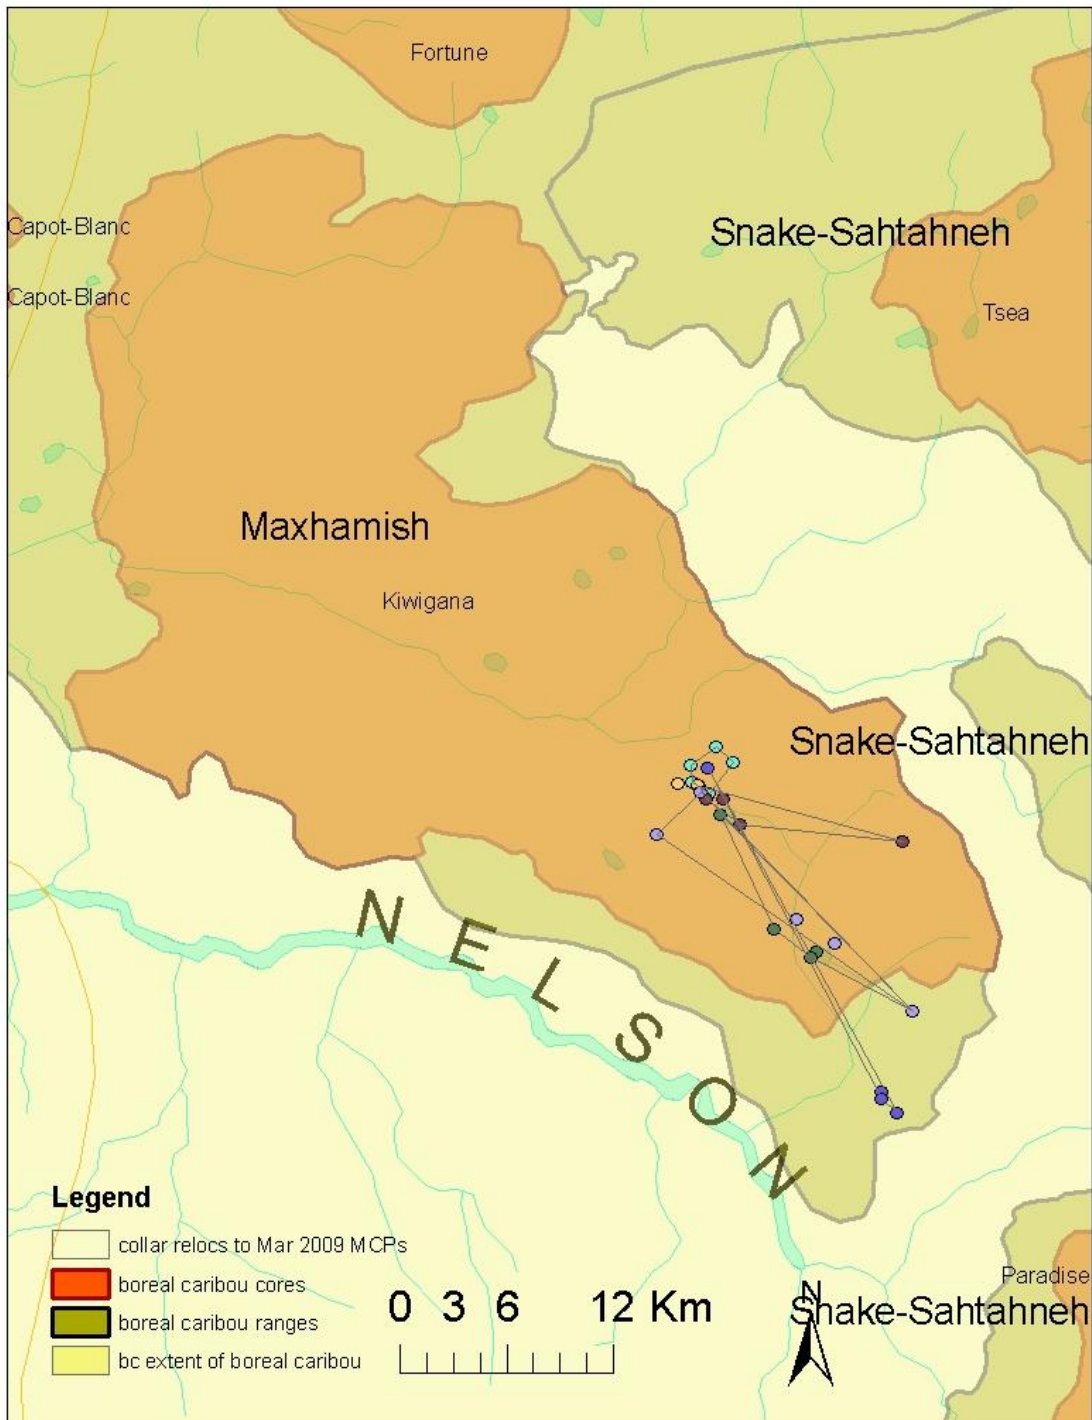 Fortune
Capot-Blanc
Snake-Sahtahneh
Capot-Blanc
Tsea
Maxhamish
Kiwigana
Snake-Sahtahneh
NELSON
Legend
collar relocs to Mar 2009 MCPs
boreal caribou cores
boreal caribou ranges
bc extent of boreal caribou
0 3 6 12 Km
N
Paradise
Snake-Sahtahneh